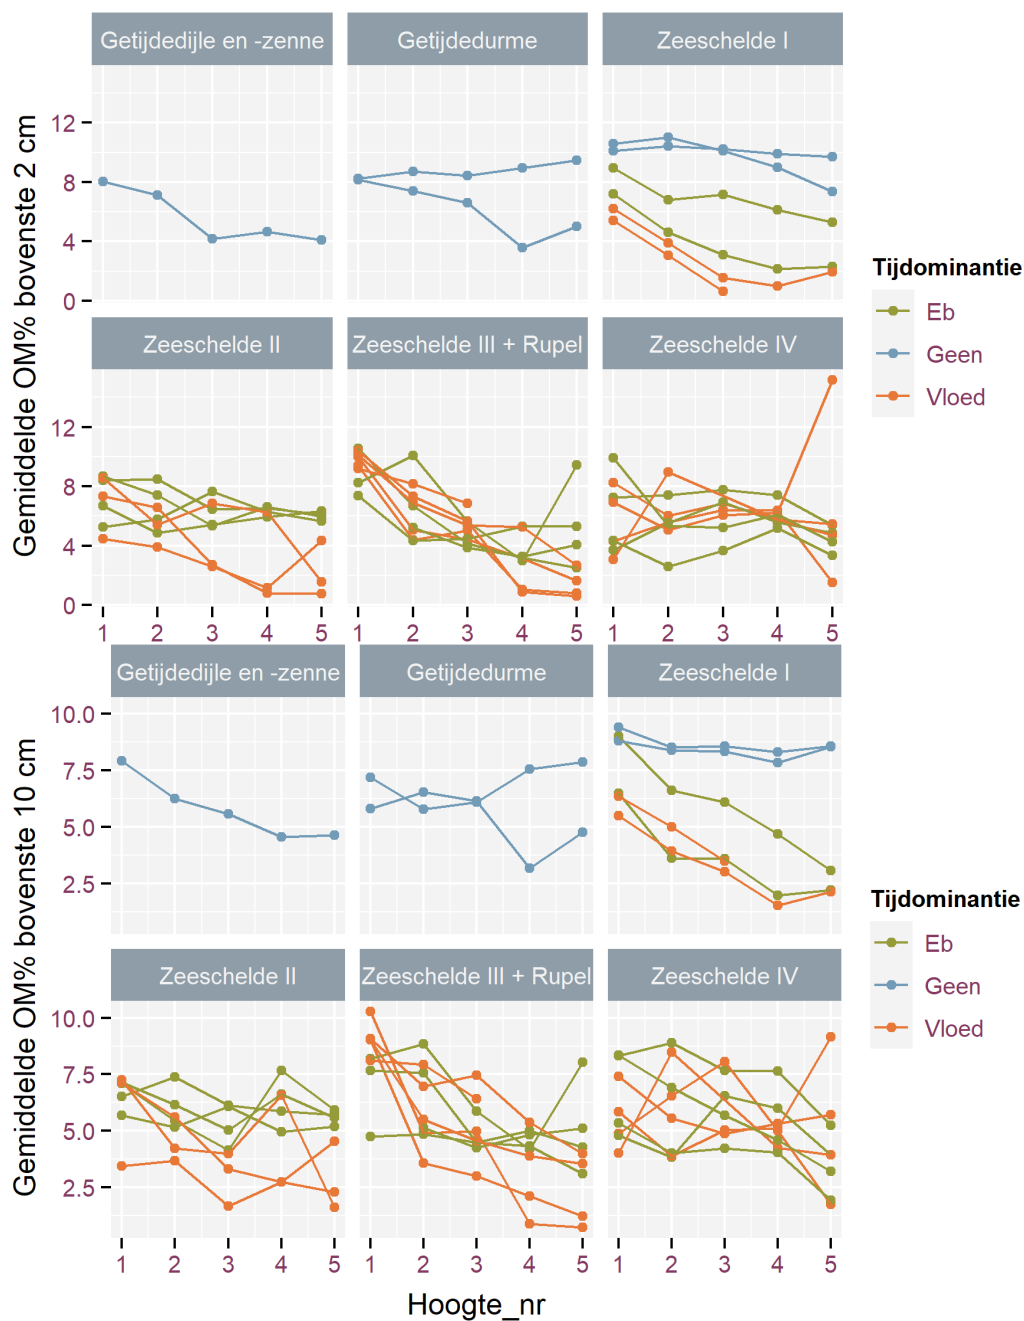 Getijdedijle en -zenne Getijdedurme Zeeschelde I
12
8
4
0
Zeeschelde II Zeeschelde III + Rupel Zeeschelde IV
12
8
4
0
1 2 3 4 5 1 2 3 4 5 1 2 3 4 5
Gemiddelde OM% bovenste 2 cm
Tijdominantie
Eb
Geen
Vloed
Getijdedijle en -zenne Getijdedurme Zeeschelde I
10.0
7.5
5.0
2.5
Zeeschelde II Zeeschelde III + Rupel Zeeschelde IV
10.0
7.5
5.0
2.5
1 2 3 4 5 1 2 3 4 5 1 2 3 4 5
Gemiddelde OM% bovenste 10 cm
Hoogte_nr
Tijdominantie
Eb
Geen
Vloed